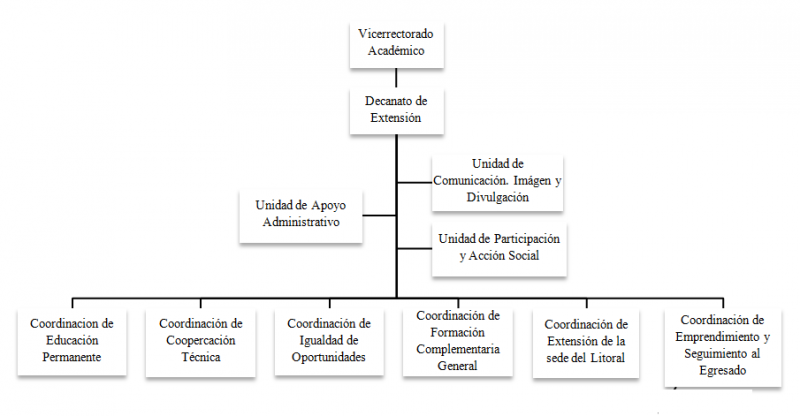 Vicerrectorado
Académico
Decanato de
Extensión
Unidad de
Comunicación. Imágen y
Divulgación
Unidad de Apoyo
Administrativo
Unidad de Participación
y Acción Social
Coordinacion de
Educación
Permanente
Coordinación de
Coopercación
Técnica
Coordinación de
Igualdad de
Oportunidades
Coordinación de
Formación
Complementaria
General
Coordinación de
Extensión de la
sede del Litoral
Coordinación de
Emprendimiento y
Seguimiento al
Egresado